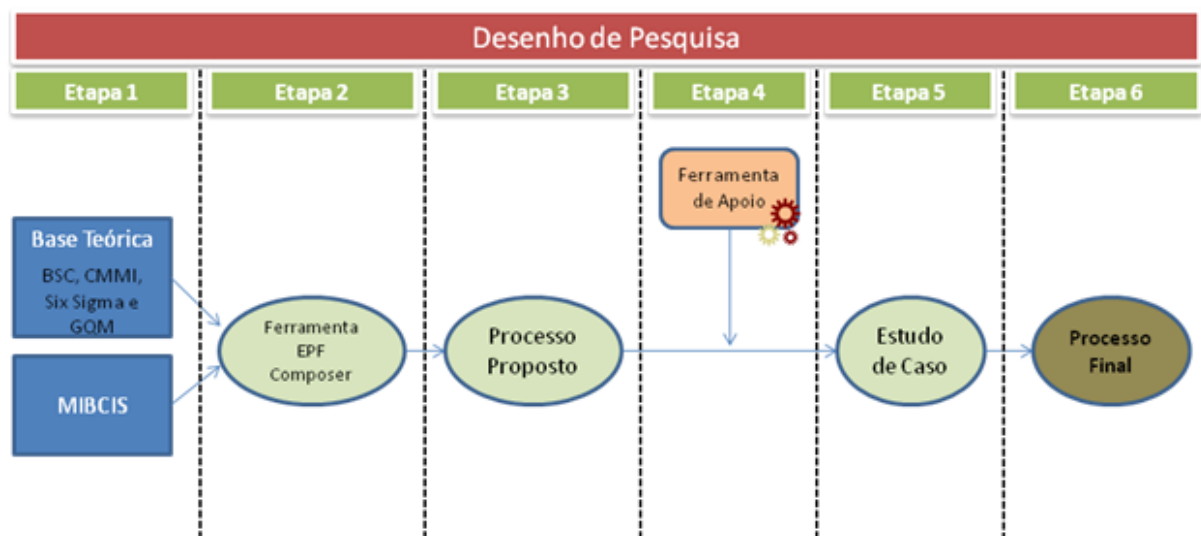 Desenho de Pesquisa
Etapa 1
Etapa 2
Etapa 3
Etapa 4
Etapa 5
Etapa 6
Ferramenta
de Apoio
Base Teórica
BSC, CMMI,
Six Sigma e
GQM
MIBCIS
Ferramenta
EPF
Composer
Processo
Proposto
Estudo
de Caso
Processo
Final